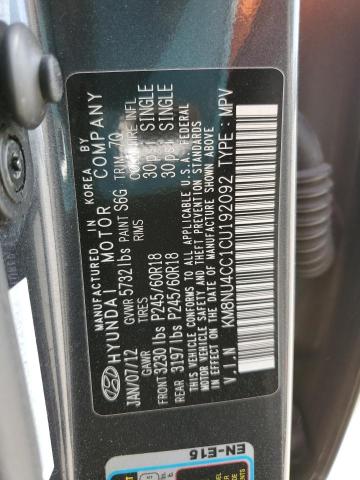 MANUFACTURED IN KOREA BY
HYUNDAI MOTOR COMPANY
JAN/07/12 GVWR 5732 lbs PAINT S6G TRIM 7Q
GAWR TIRES RIMS COLD TIRE INFL
FRONT 3230 lbs P245/60R18 30 psi SINGLE
REAR 3197 lbs P245/60R18 30 psi SINGLE
THIS VEHICLE CONFORMS TO ALL APPLICABLE U.S.A. FEDERAL
MOTOR VEHICLE SAFETY AND THEFT PREVENTION STANDARDS
IN EFFECT ON THE DATE OF MANUFACTURE SHOWN ABOVE.
V.I.N KM8NU4CC1CU192092 TYPE - MPV
EN-E16